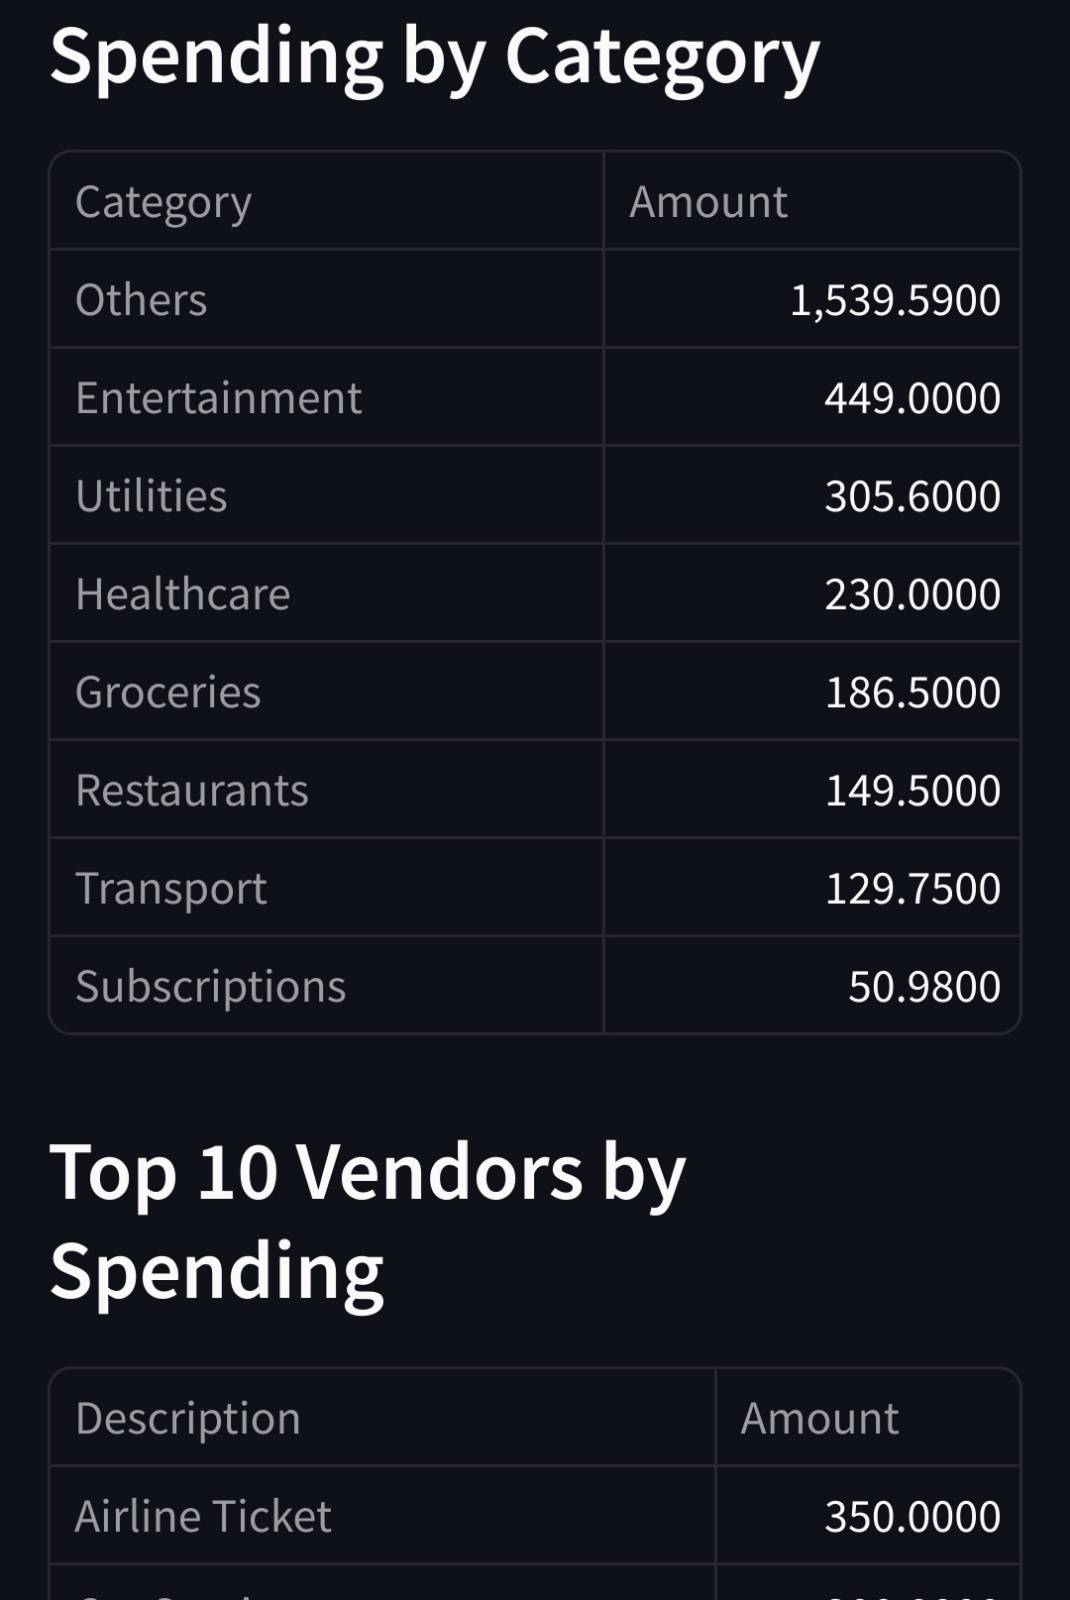 Spending by Category
Category Amount
Others 1,539.5900
Entertainment 449.0000
Utilities 305.6000
Healthcare 230.0000
Groceries 186.5000
Restaurants 149.5000
Transport 129.7500
Subscriptions 50.9800
Top 10 Vendors by
Spending
Description Amount
Airline Ticket 350.0000